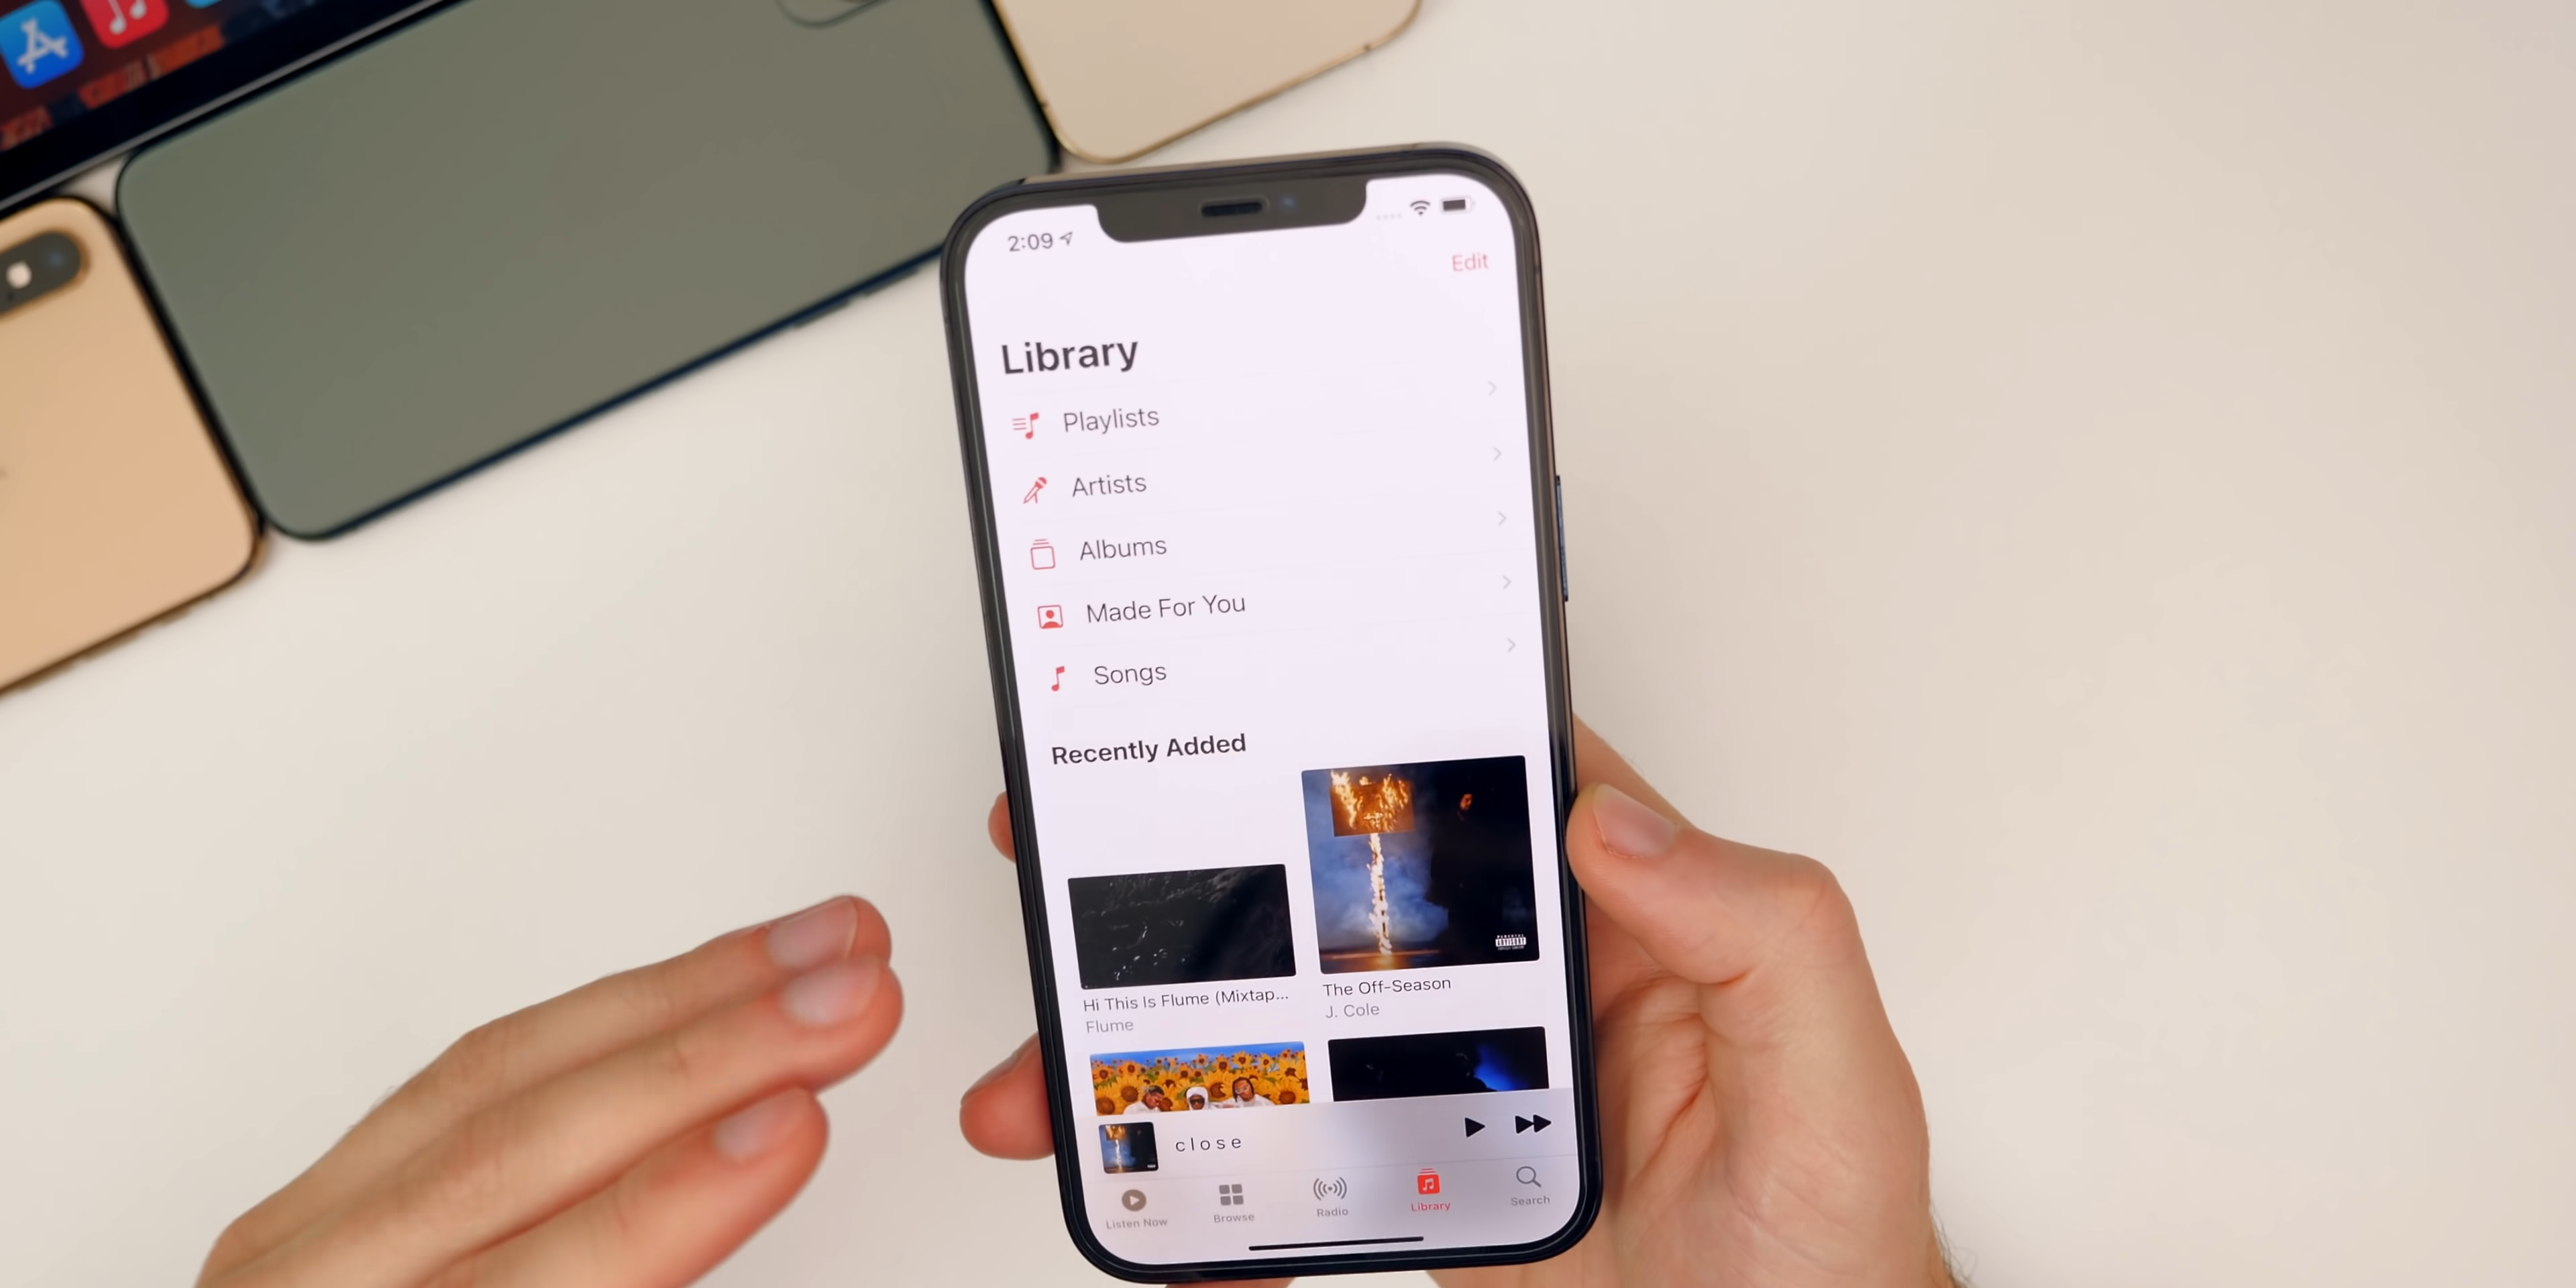 2:09
Edit
Library
Playlists
Artists
Albums
Made For You
Songs
Recently Added
Hi This Is Flume (Mixtap...
Flume
The Off-Season
J. Cole
ADVISORY
close
Listen Now
Browse
Radio
Library
Search